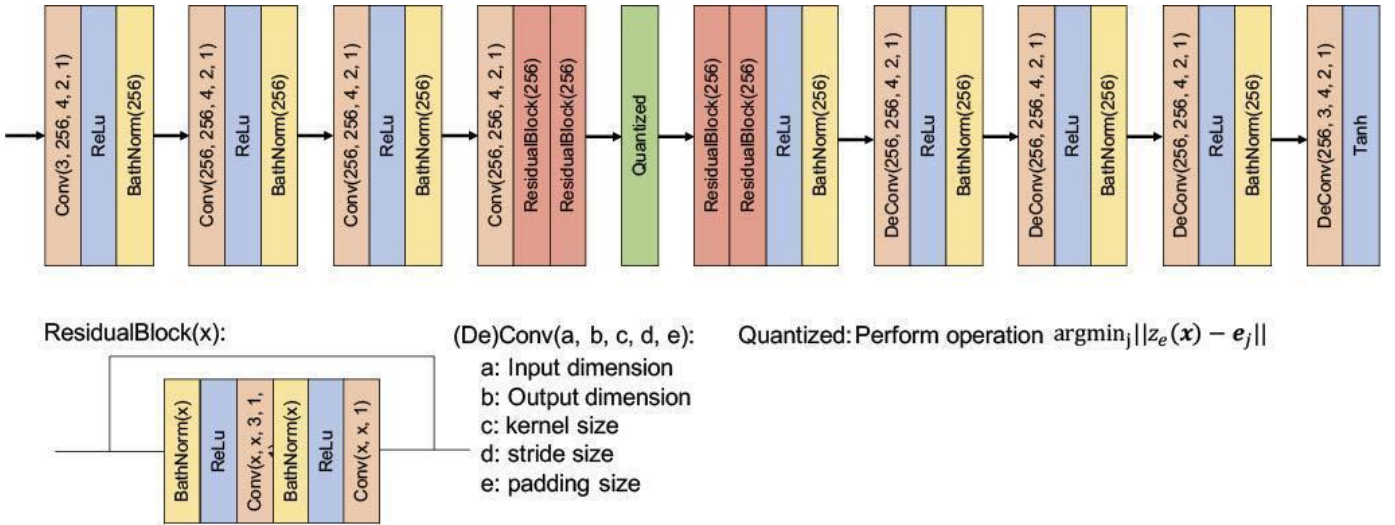 Conv(3, 256, 4, 2, 1)
ReLu
BathNorm(256)
Conv(256, 256, 4, 2, 1)
ReLu
BathNorm(256)
Conv(256, 256, 4, 2, 1)
ReLu
BathNorm(256)
Conv(256, 256, 4, 2, 1)
ResidualBlock(256)
ResidualBlock(256)
Quantized
ResidualBlock(256)
ResidualBlock(256)
ReLu
BathNorm(256)
DeConv(256, 256, 4, 2, 1)
ReLu
BathNorm(256)
DeConv(256, 256, 4, 2, 1)
ReLu
BathNorm(256)
DeConv(256, 256, 4, 2, 1)
ReLu
BathNorm(256)
DeConv(256, 3, 4, 2, 1)
Tanh
ResidualBlock(x):
BathNorm(x)
ReLu
Conv(x, x, 3, 1,
BathNorm(x)
ReLu
Conv(x, x, 1)
(De)Conv(a, b, c, d, e):
a: Input dimension
b: Output dimension
c: kernel size
d: stride size
e: padding size
Quantized: Perform operation argmin_j||z_e(x) − e_j||